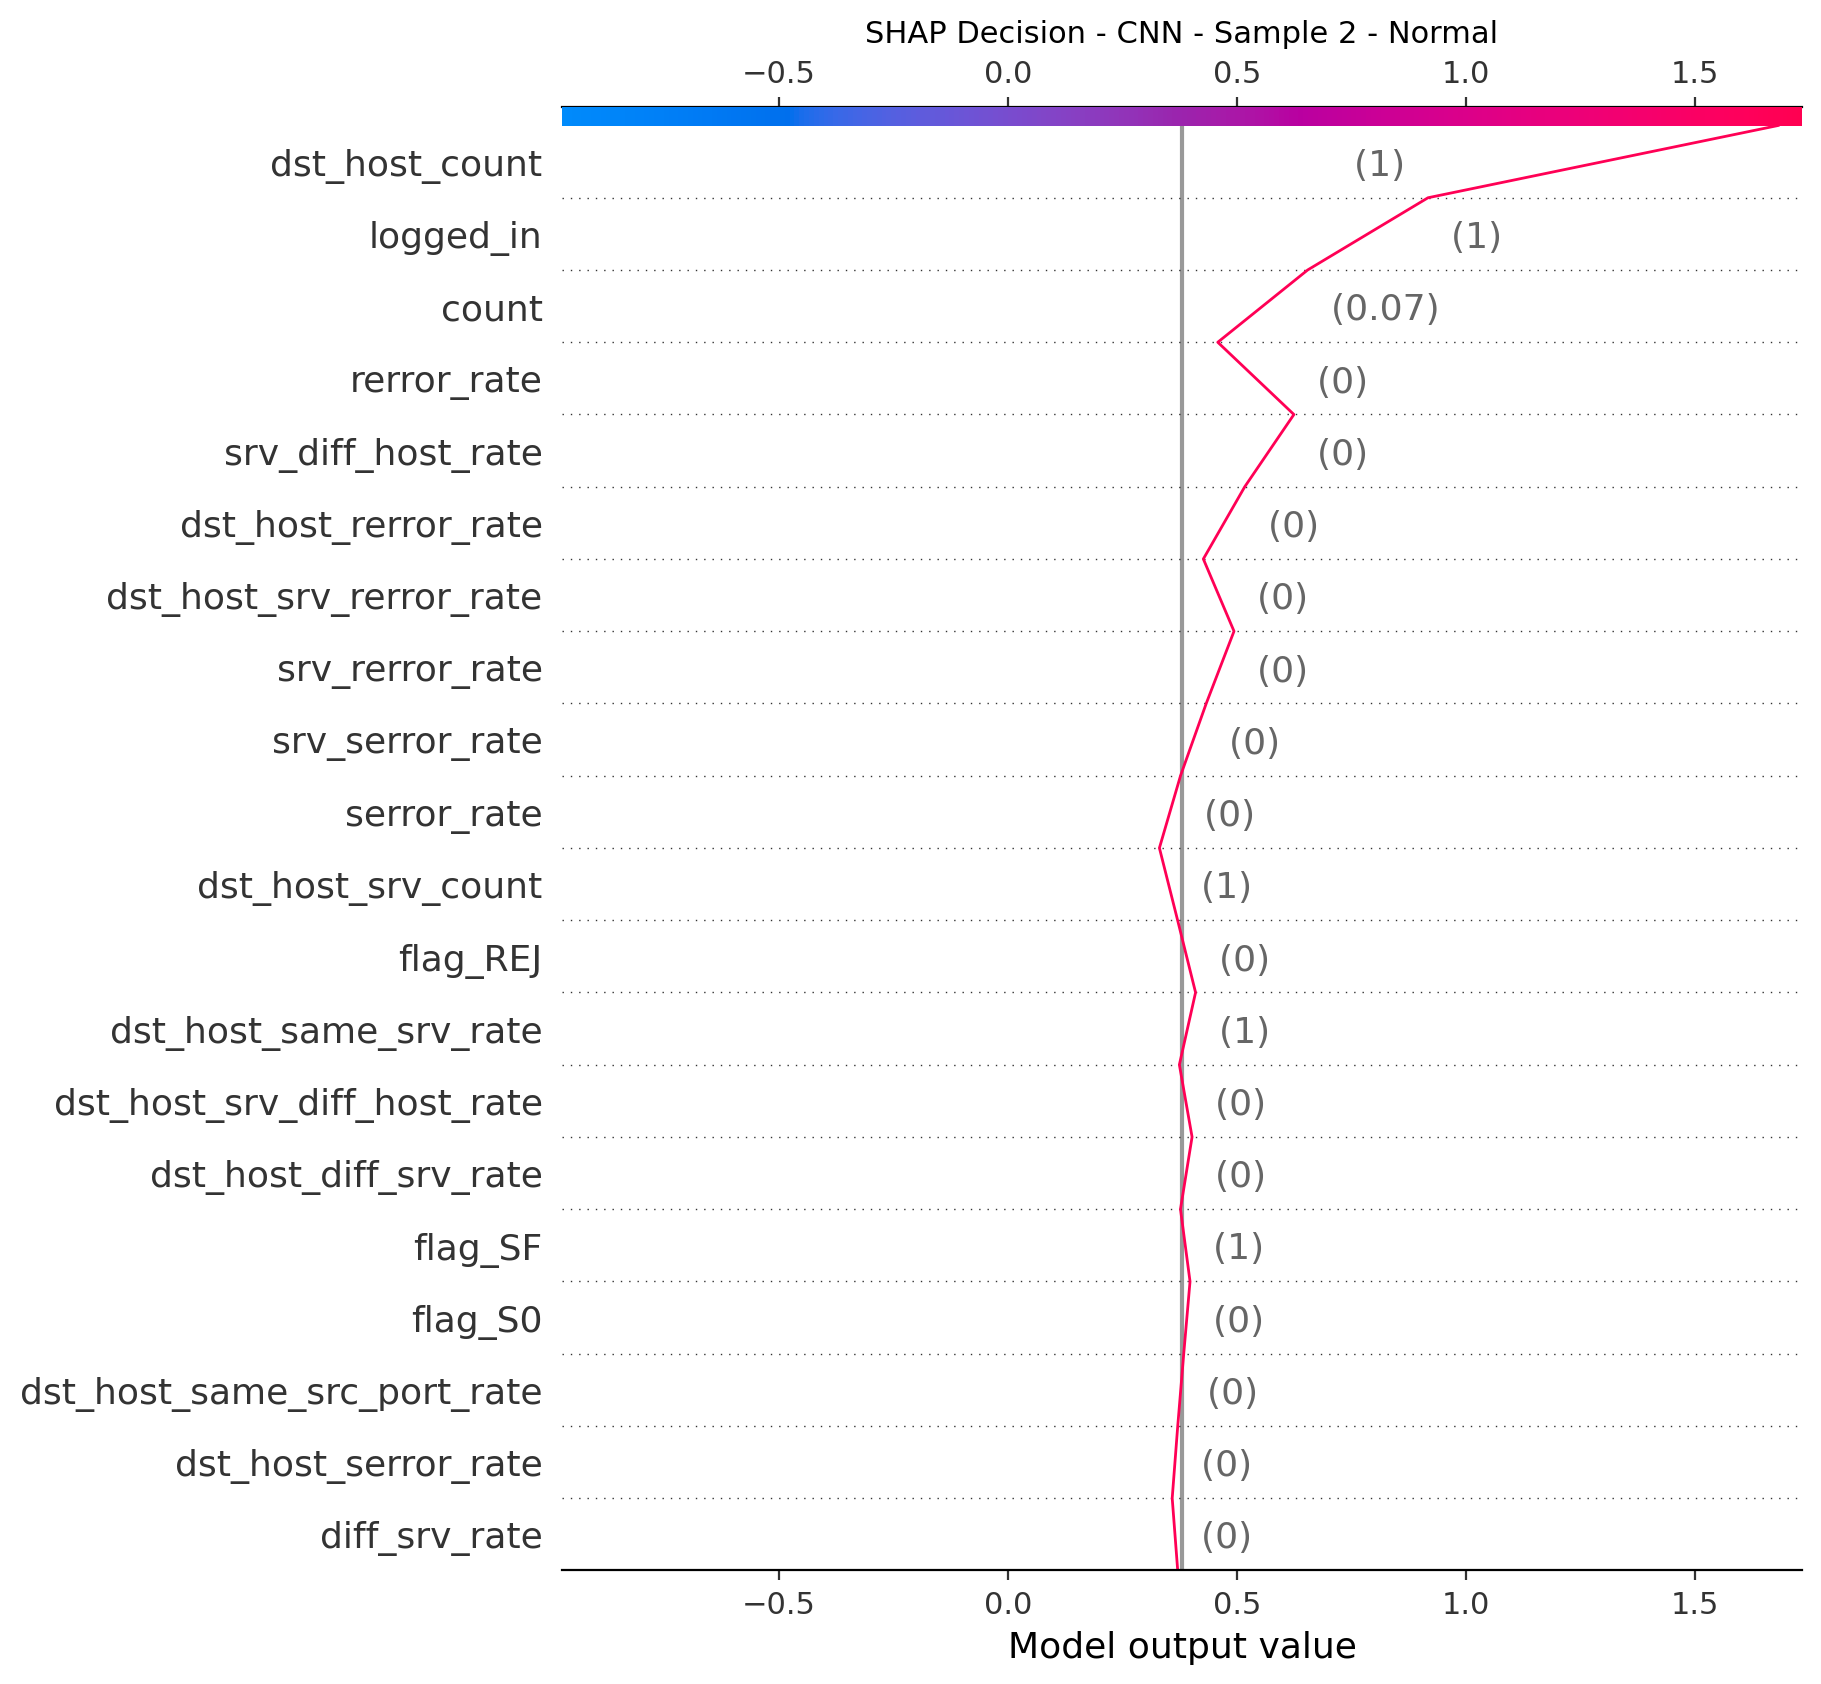 SHAP Decision - CNN - Sample 2 - Normal
−0.5 0.0 0.5 1.0 1.5
dst_host_count (1)
logged_in (1)
count (0.07)
rerror_rate (0)
srv_diff_host_rate (0)
dst_host_rerror_rate (0)
dst_host_srv_rerror_rate (0)
srv_rerror_rate (0)
srv_serror_rate (0)
serror_rate (0)
dst_host_srv_count (1)
flag_REJ (0)
dst_host_same_srv_rate (1)
dst_host_srv_diff_host_rate (0)
dst_host_diff_srv_rate (0)
flag_SF (1)
flag_S0 (0)
dst_host_same_src_port_rate (0)
dst_host_serror_rate (0)
diff_srv_rate (0)
−0.5 0.0 0.5 1.0 1.5
Model output value